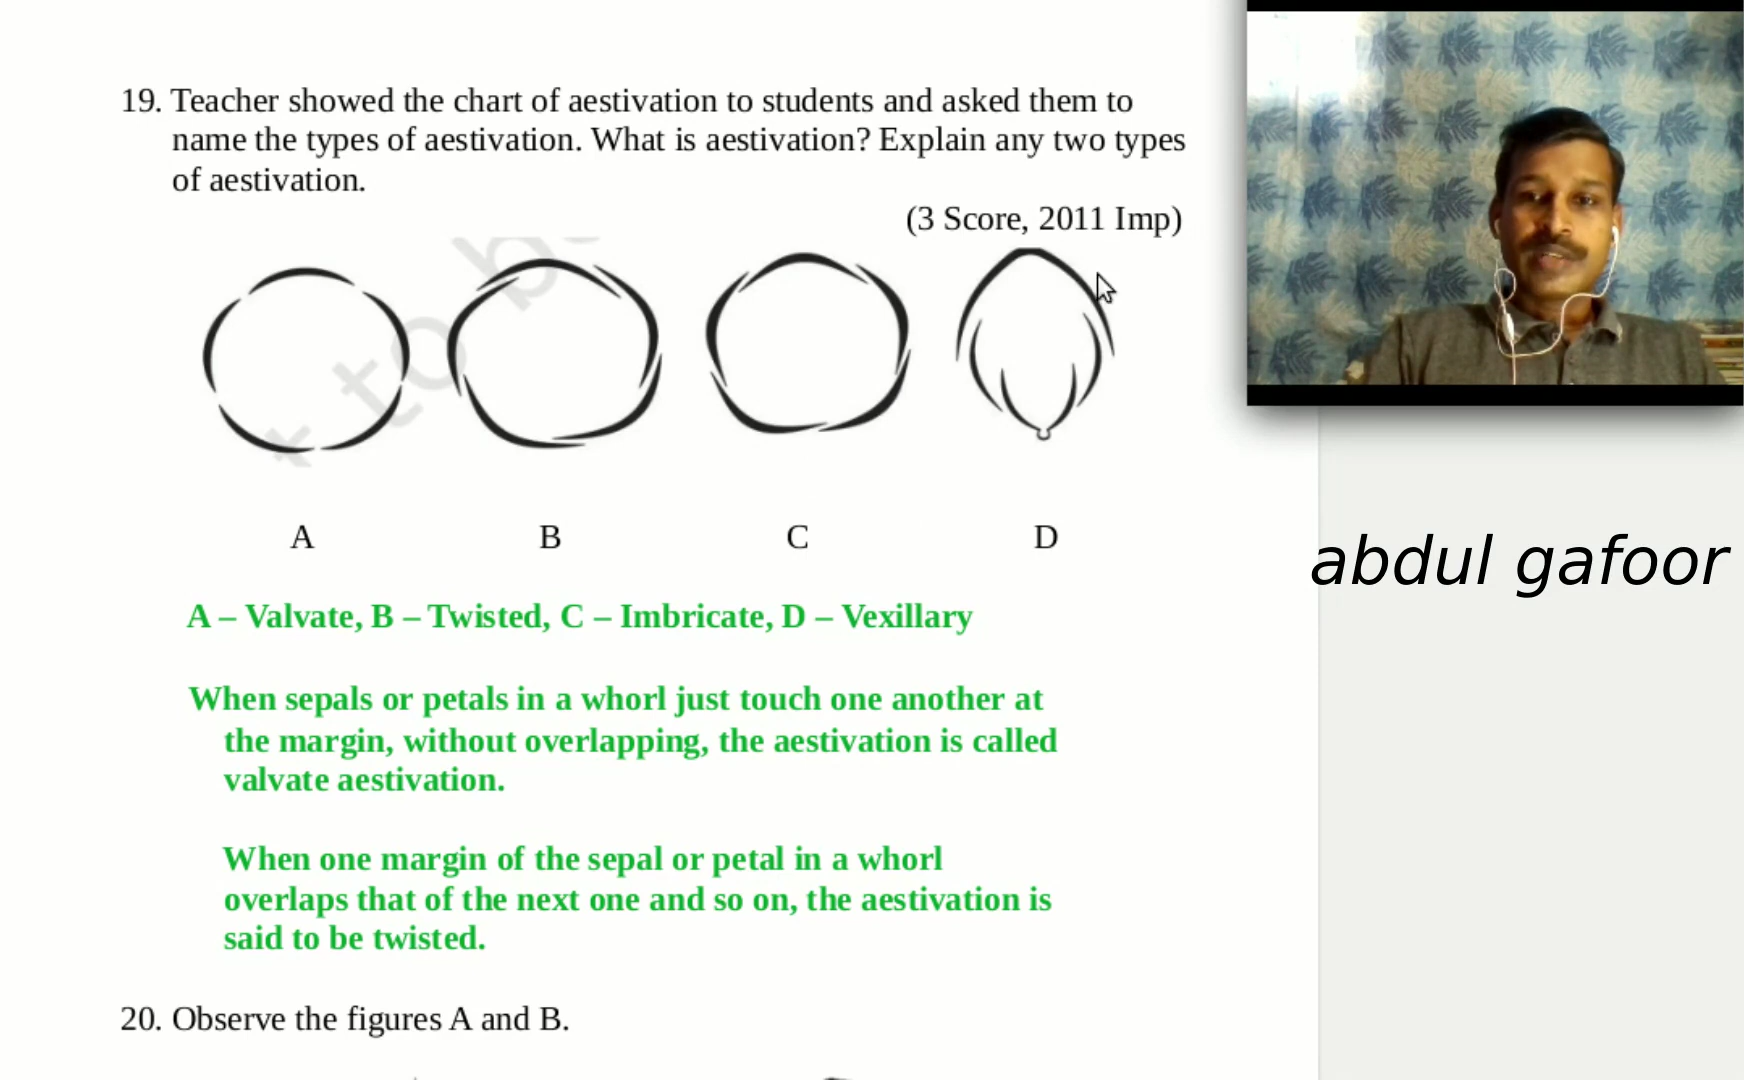 19. Teacher showed the chart of aestivation to students and asked them to
name the types of aestivation. What is aestivation? Explain any two types
of aestivation.
(3 Score, 2011 Imp)
to be
A
B
C
D
abdul gafoor
A – Valvate, B – Twisted, C – Imbricate, D – Vexillary
When sepals or petals in a whorl just touch one another at
the margin, without overlapping, the aestivation is called
valvate aestivation.
When one margin of the sepal or petal in a whorl
overlaps that of the next one and so on, the aestivation is
said to be twisted.
20. Observe the figures A and B.